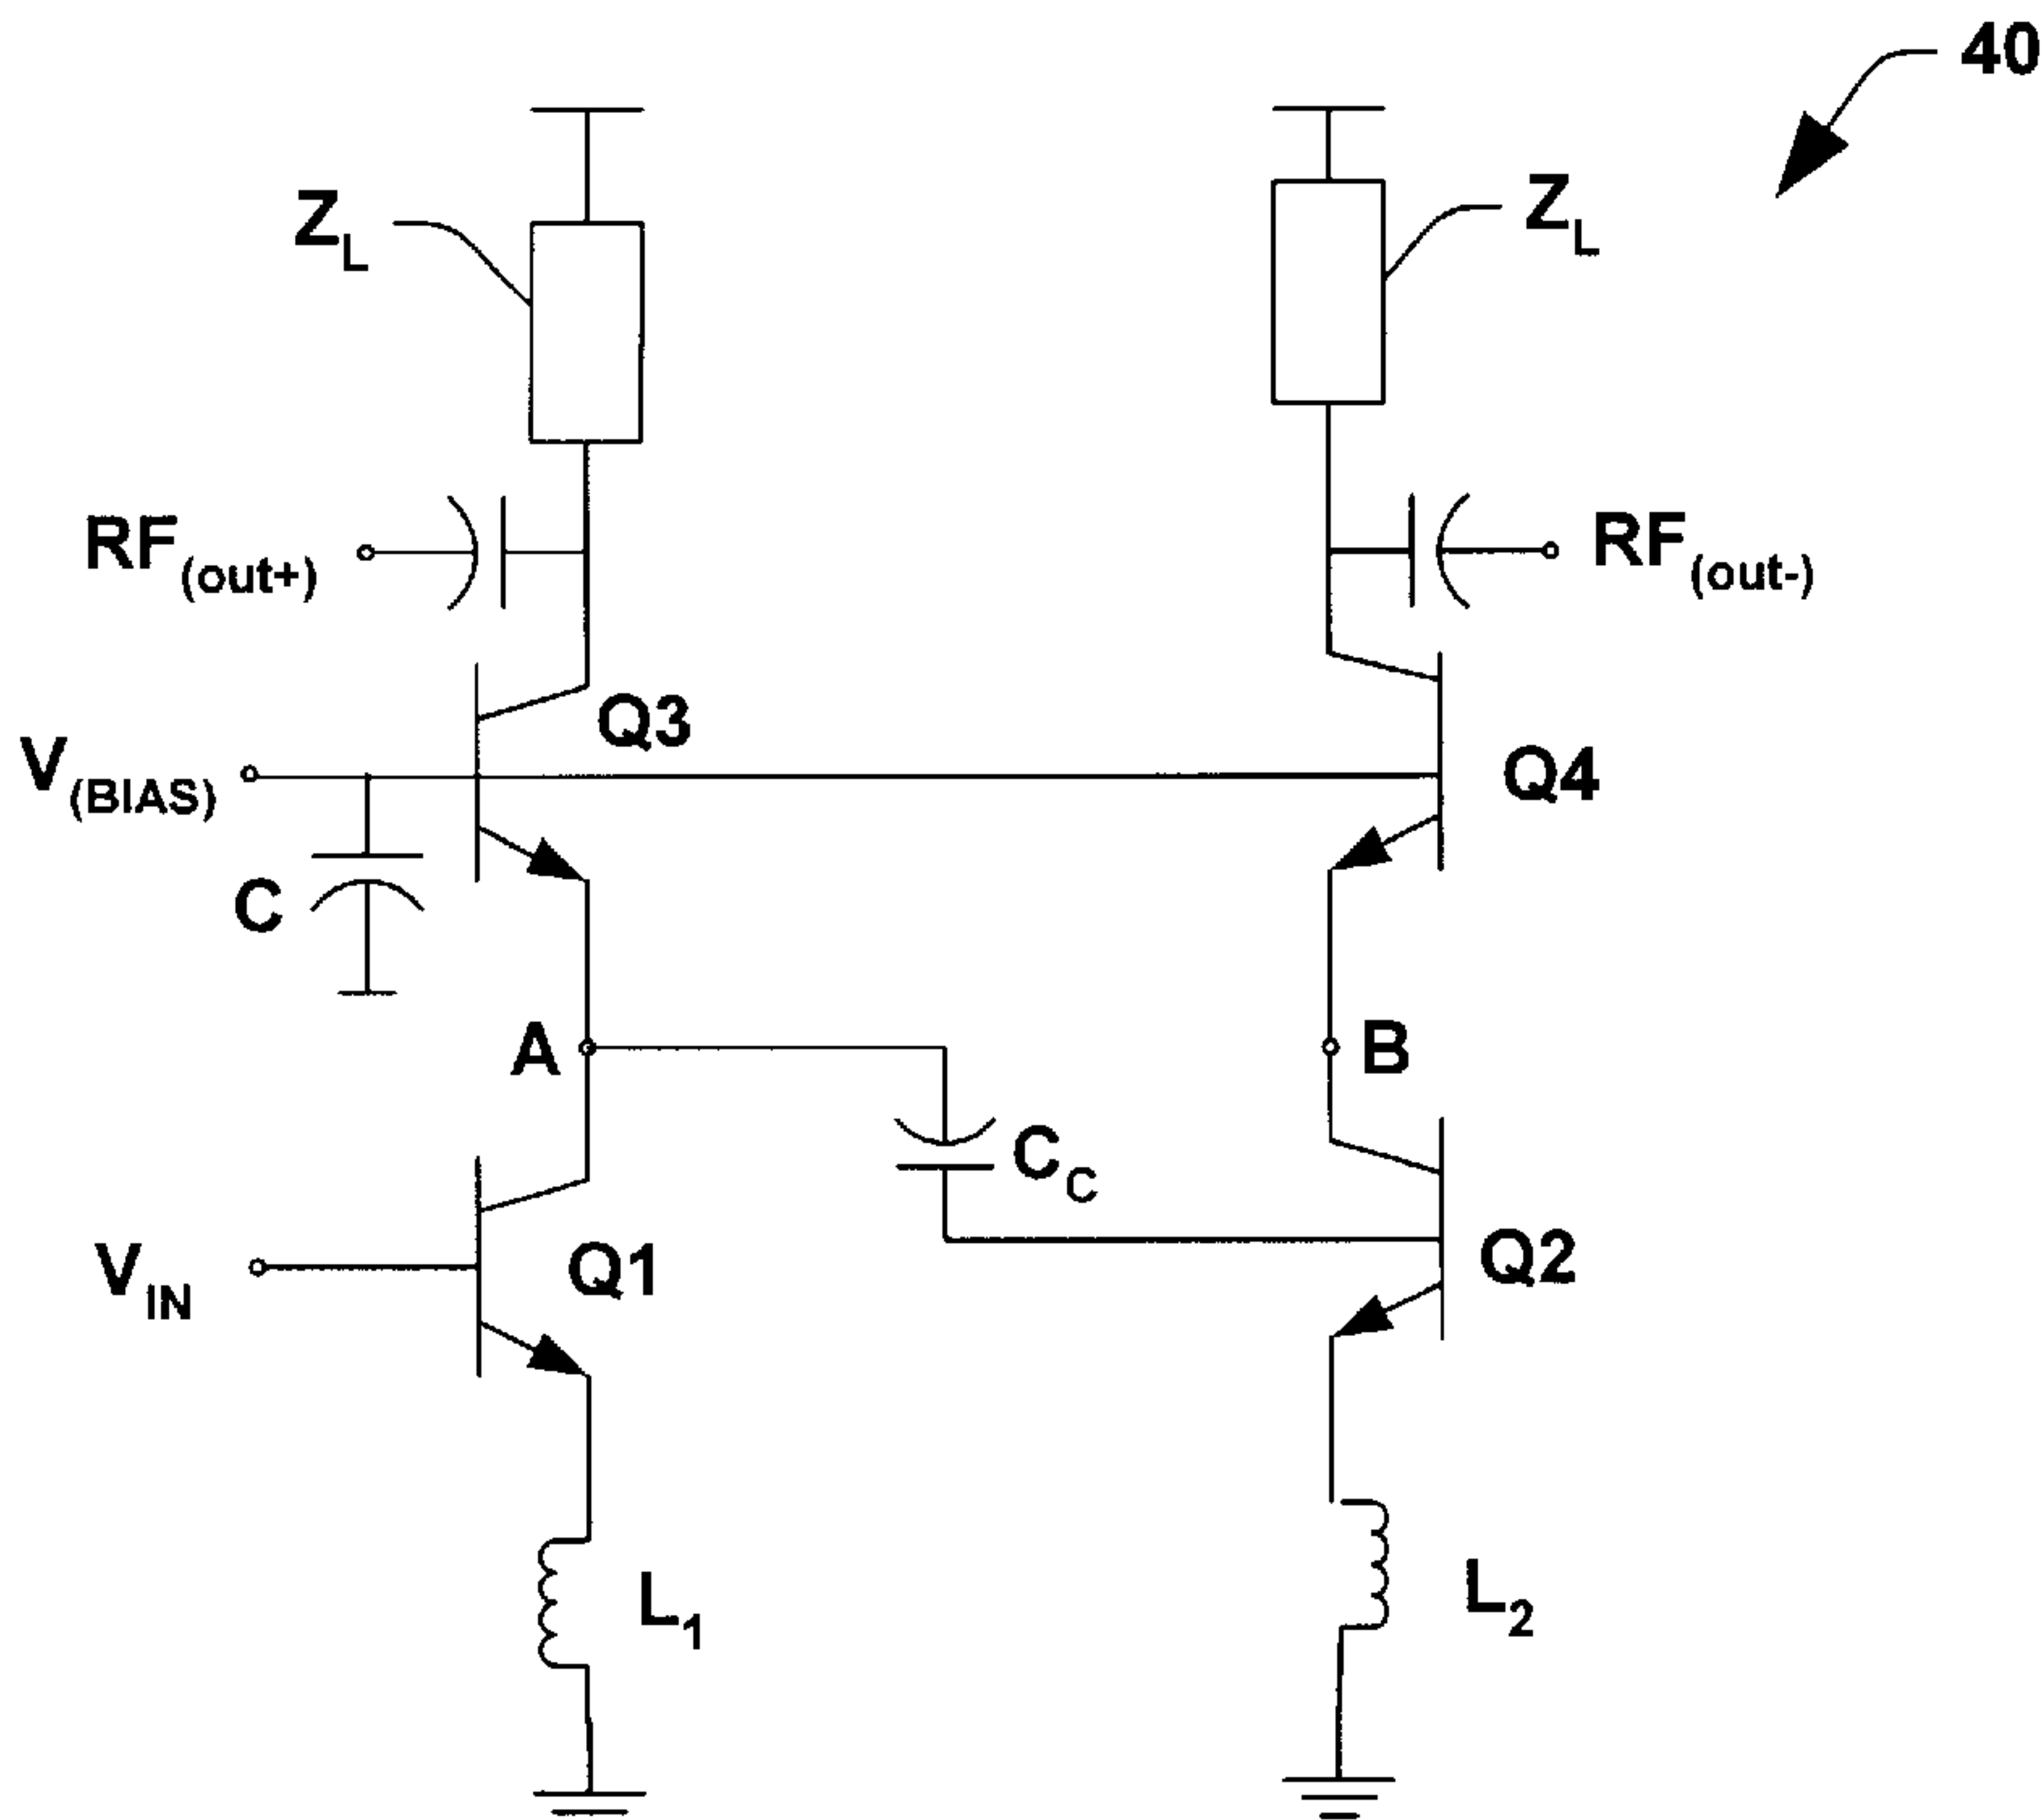 40
Z_L
Z_L
RF_(out+)
RF_(out-)
Q3
V_(BIAS)
Q4
C
A
B
C_C
V_IN
Q1
Q2
L_1
L_2